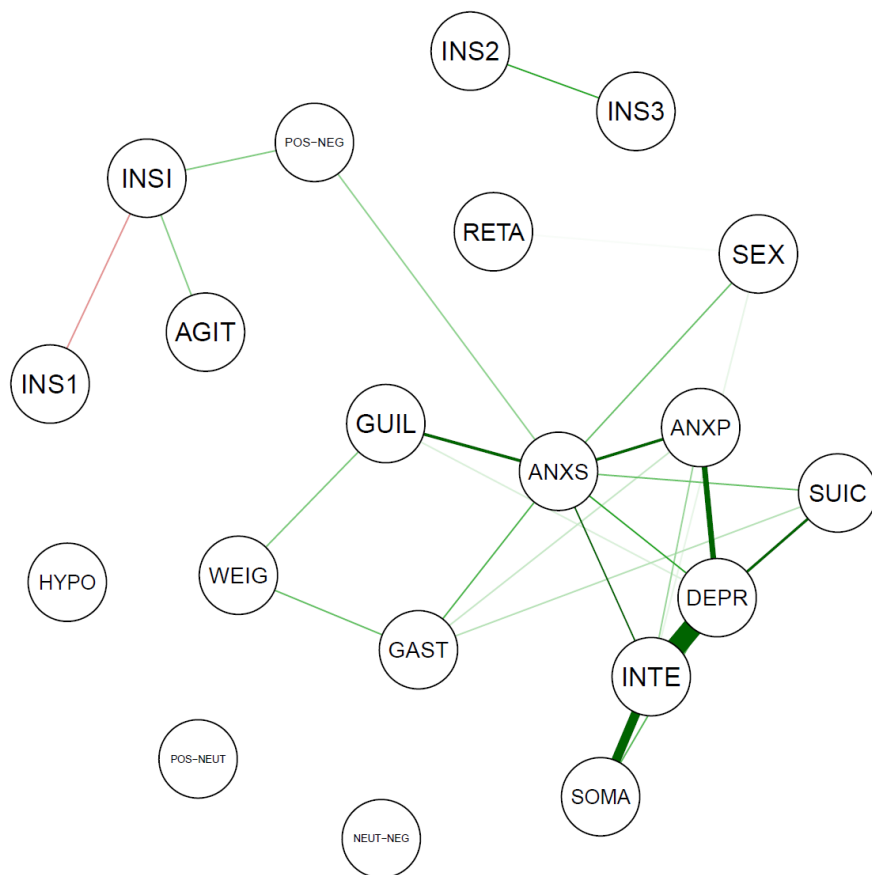 INS2
INS3
POS−NEG
INSI
RETA
SEX
AGIT
INS1
GUIL
ANXP
ANXS
SUIC
HYPO
WEIG
DEPR
GAST
INTE
POS−NEUT
SOMA
NEUT−NEG